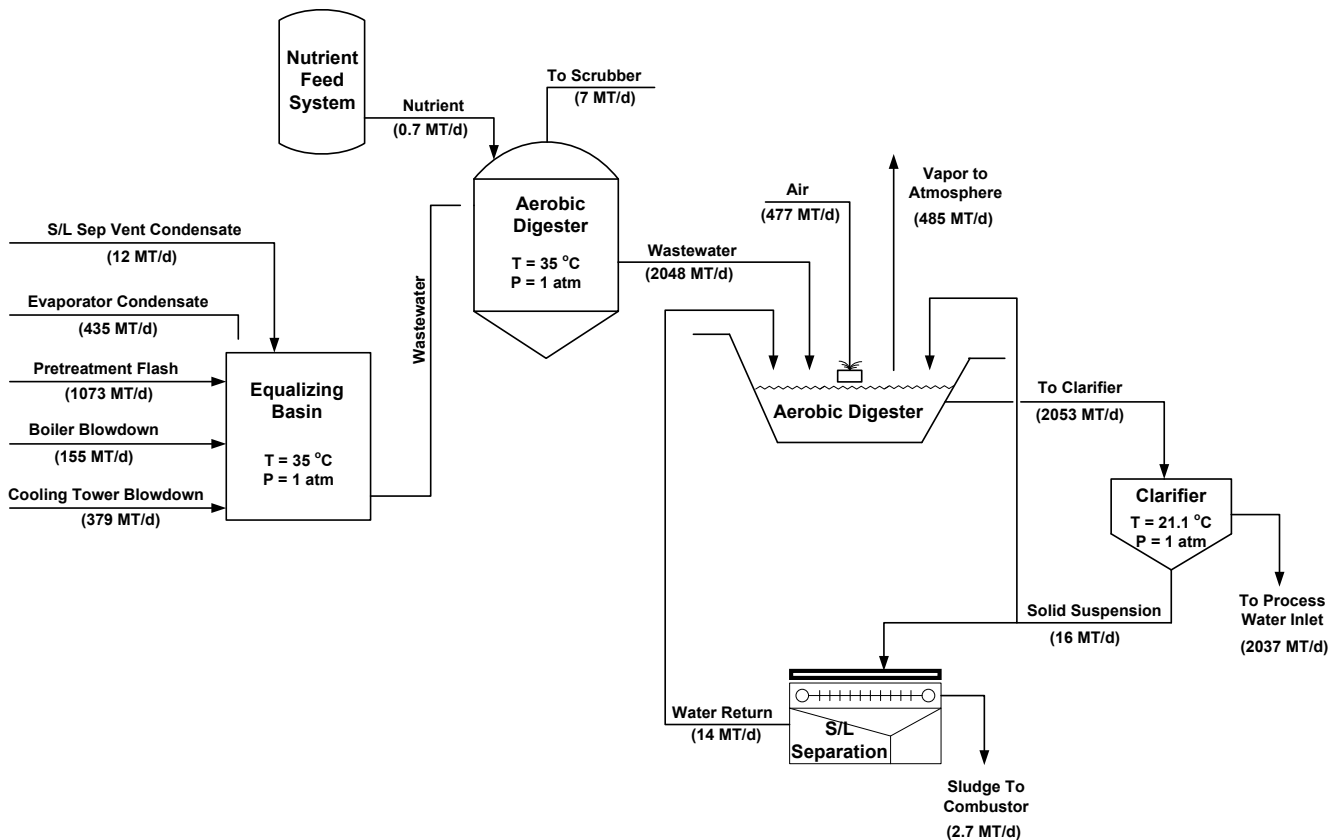 Nutrient
Feed
System
To Scrubber
(7 MT/d)
Nutrient
(0.7 MT/d)
Aerobic
Digester
T = 35 °C
P = 1 atm
Air
(477 MT/d)
Vapor to
Atmosphere
(485 MT/d)
S/L Sep Vent Condensate
(12 MT/d)
Wastewater
(2048 MT/d)
Evaporator Condensate
(435 MT/d)
Wastewater
Pretreatment Flash
(1073 MT/d)
Equalizing
Basin
T = 35 °C
P = 1 atm
Boiler Blowdown
(155 MT/d)
Cooling Tower Blowdown
(379 MT/d)
Aerobic Digester
To Clarifier
(2053 MT/d)
Clarifier
T = 21.1 °C
P = 1 atm
To Process
Water Inlet
(2037 MT/d)
Solid Suspension
(16 MT/d)
Water Return
(14 MT/d)
S/L
Separation
Sludge To
Combustor
(2.7 MT/d)